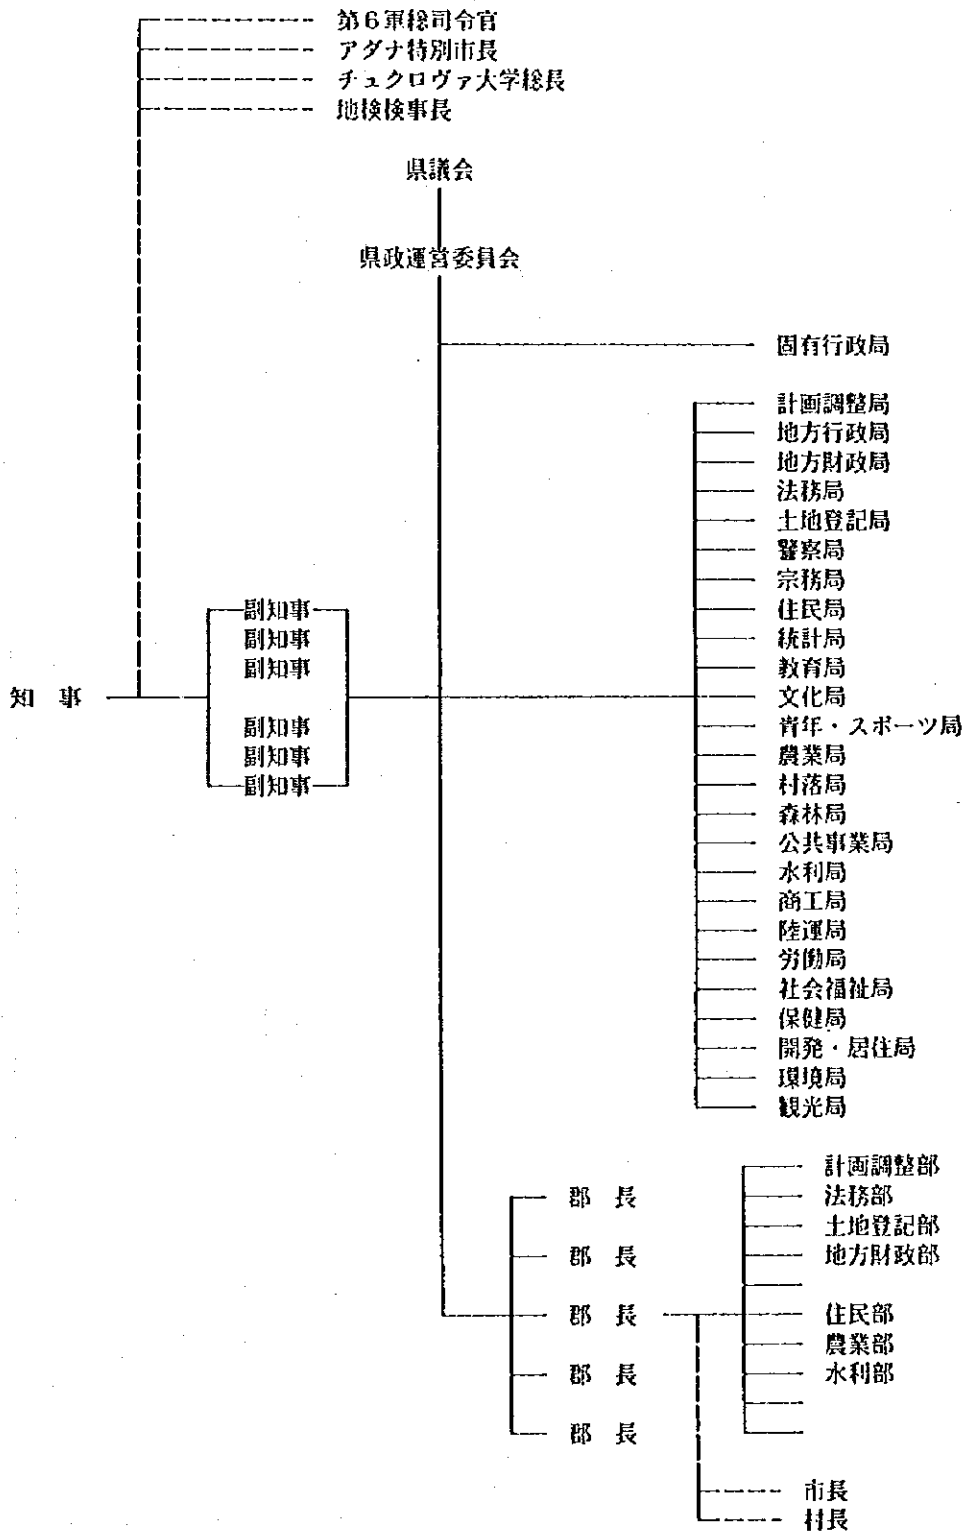 第6軍総司令官
アダナ特別市長
チュクロヴァ大学総長
地検検事長
県議会
県政運営委員会
固有行政局
計画調整局
地方行政局
地方財政局
法務局
土地登記局
警察局
宗務局
副知事
住民局
副知事
統計局
副知事
教育局
知 事
文化局
副知事
青年・スポーツ局
副知事
農業局
副知事
村落局
森林局
公共事業局
水利局
商工局
陸運局
労働局
社会福祉局
保健局
開発・居住局
環境局
観光局
計画調整部
郡 長
法務部
土地登記部
郡 長
地方財政部
郡 長
住民部
農業部
郡 長
水利部
郡 長
市長
村長